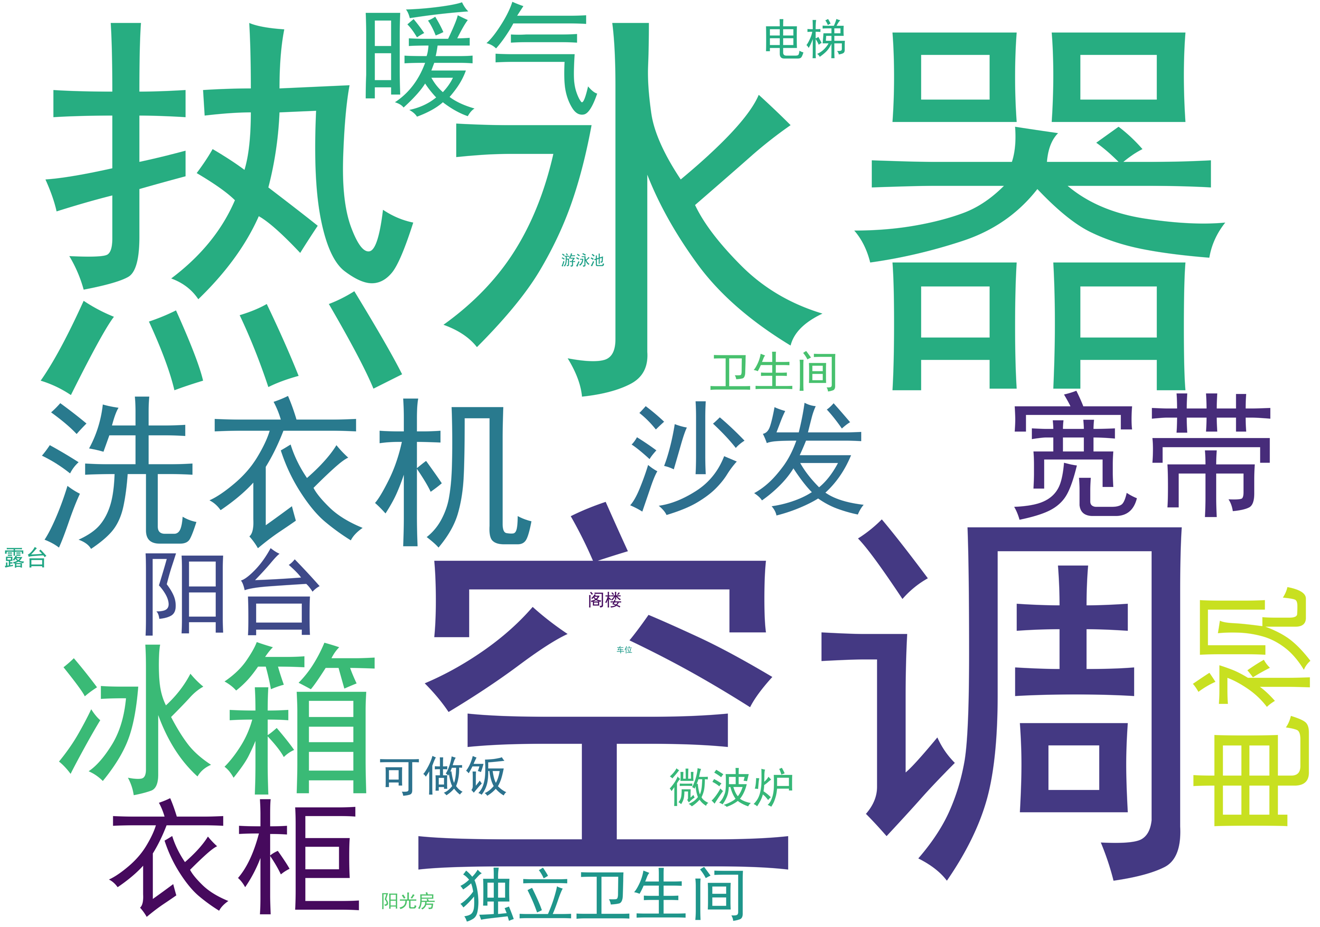 暖气
电梯
热水器
游泳池
卫生间
洗衣机
沙发
宽带
露台
阳台
空调
阁楼
车位
电视
冰箱
可做饭
微波炉
衣柜
阳光房
独立卫生间